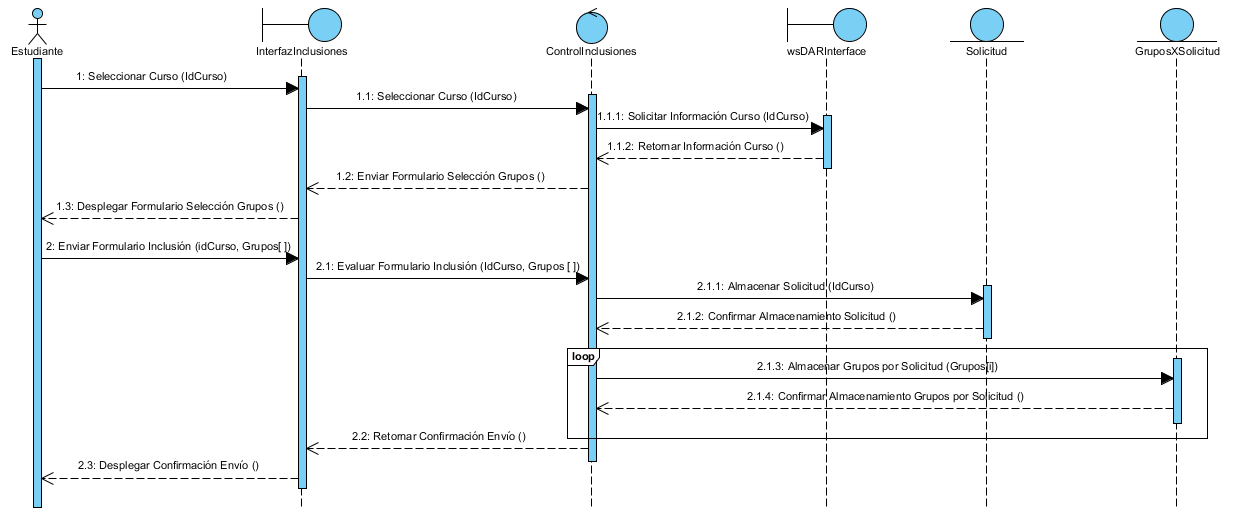 Estudiante
InterfazInclusiones
ControlInclusiones
wsDARInterface
Solicitud
GruposXSolicitud
1: Seleccionar Curso (IdCurso)
1.1: Seleccionar Curso (IdCurso)
1.1.1: Solicitar Información Curso (IdCurso)
1.1.2: Retornar Información Curso ()
1.2: Enviar Formulario Selección Grupos ()
1.3: Desplegar Formulario Selección Grupos ()
2: Enviar Formulario Inclusión (idCurso, Grupos[ ])
2.1: Evaluar Formulario Inclusión (IdCurso, Grupos [ ])
2.1.1: Almacenar Solicitud (IdCurso)
2.1.2: Confirmar Almacenamiento Solicitud ()
loop
2.1.3: Almacenar Grupos por Solicitud (Grupos[i])
2.1.4: Confirmar Almacenamiento Grupos por Solicitud ()
2.2: Retornar Confirmación Envío ()
2.3: Desplegar Confirmación Envío ()